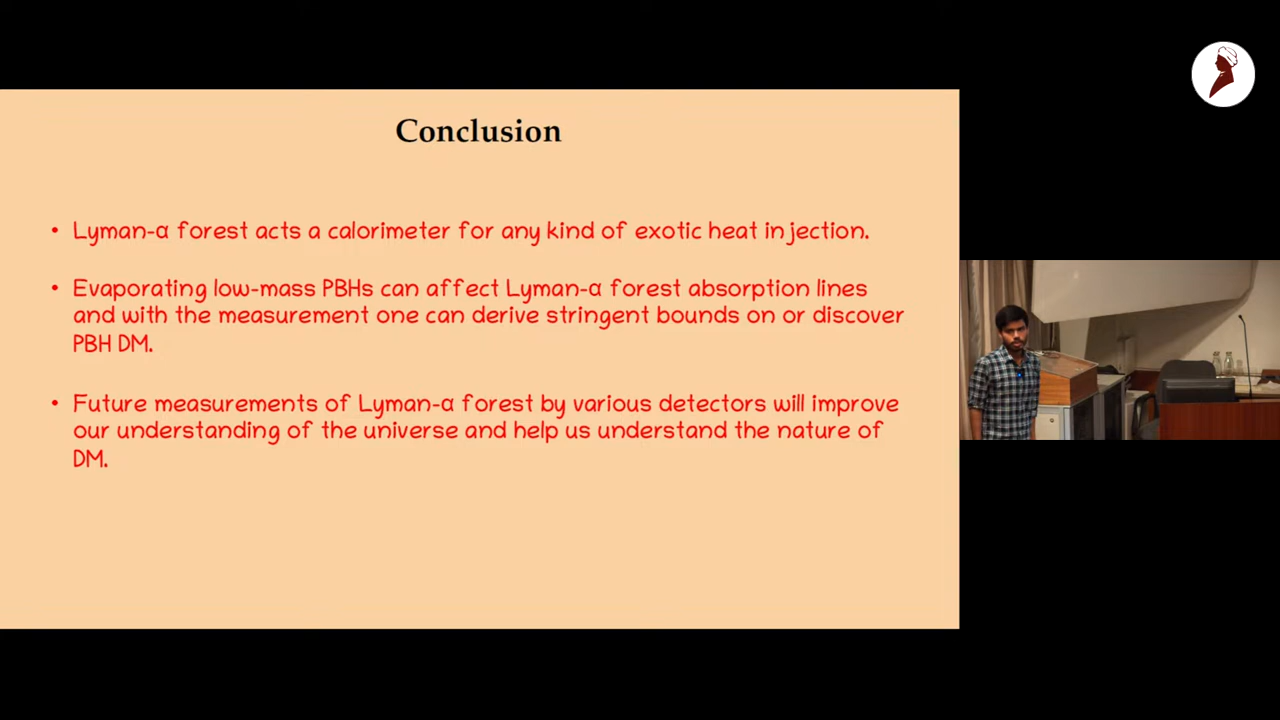 Conclusion
• Lyman-α forest acts a calorimeter for any kind of exotic heat injection.
• Evaporating low-mass PBHs can affect Lyman-α forest absorption lines
and with the measurement one can derive stringent bounds on or discover
PBH DM.
• Future measurements of Lyman-α forest by various detectors will improve
our understanding of the universe and help us understand the nature of
DM.